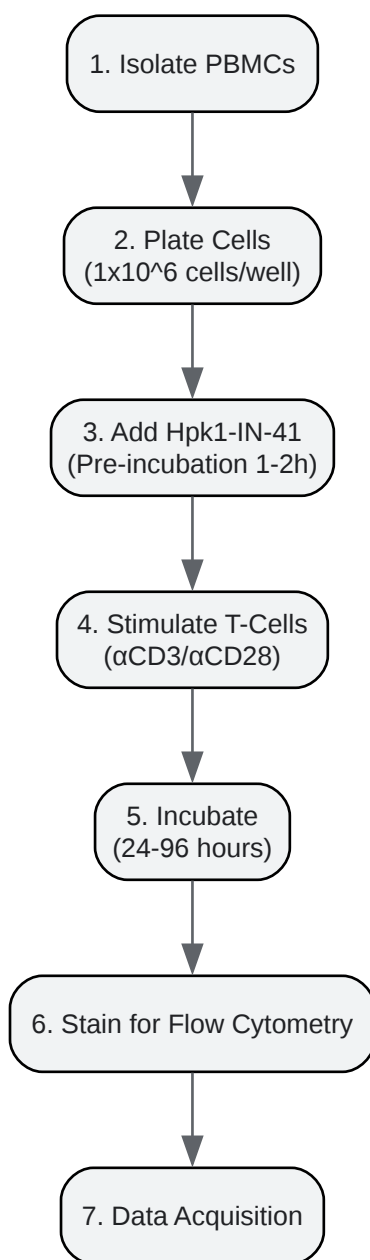 1. Isolate PBMCs
2. Plate Cells
(1x10^6 cells/well)
3. Add Hpk1-IN-41
(Pre-incubation 1-2h)
4. Stimulate T-Cells
(αCD3/αCD28)
5. Incubate
(24-96 hours)
6. Stain for Flow Cytometry
7. Data Acquisition